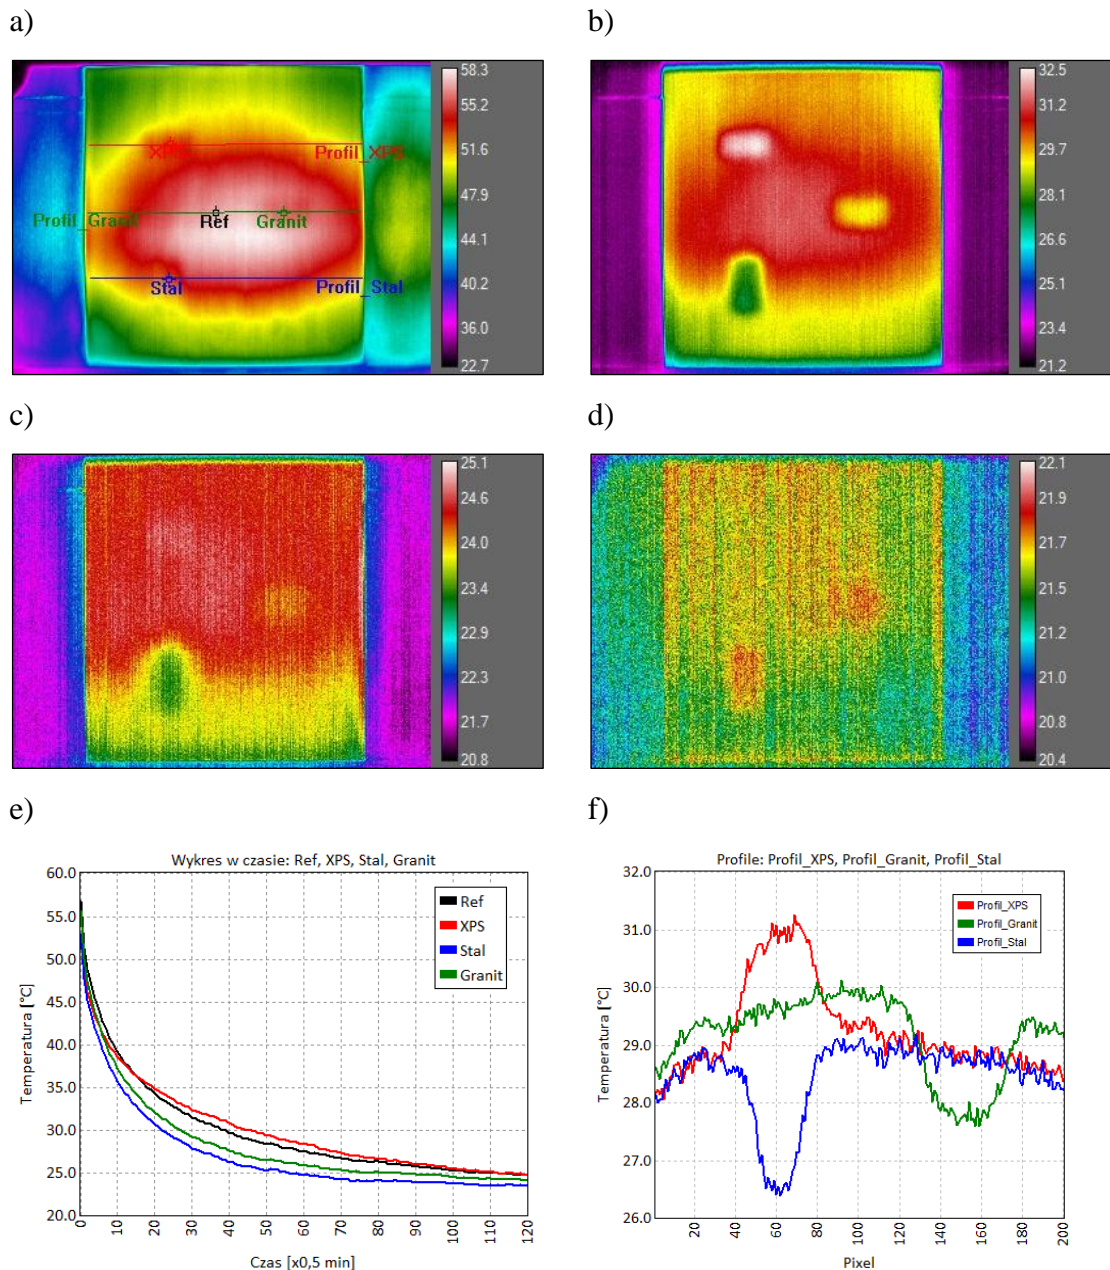 a)
b)
58.3
55.2
51.6
47.9
44.1
40.2
36.0
22.7
XPS
Profil_XPS
Profil_Granit
Ref
Granit
Stal
Profil_Stal
32.5
31.2
29.7
28.1
26.6
25.1
23.4
21.2
c)
d)
25.1
24.6
24.0
23.4
22.9
22.3
21.7
20.8
22.1
21.9
21.7
21.5
21.2
21.0
20.8
20.4
e)
f)
Wykres w czasie: Ref, XPS, Stal, Granit
60.0
55.0
50.0
45.0
40.0
35.0
30.0
25.0
20.0
Temperatura [°C]
Ref
XPS
Stal
Granit
0 10 20 30 40 50 60 70 80 90 100 110 120
Czas [x0,5 min]
Profile: Profil_XPS, Profil_Granit, Profil_Stal
32.0
31.0
30.0
29.0
28.0
27.0
26.0
Temperatura [°C]
Profil_XPS
Profil_Granit
Profil_Stal
0 20 40 60 80 100 120 140 160 180 200
Pixel